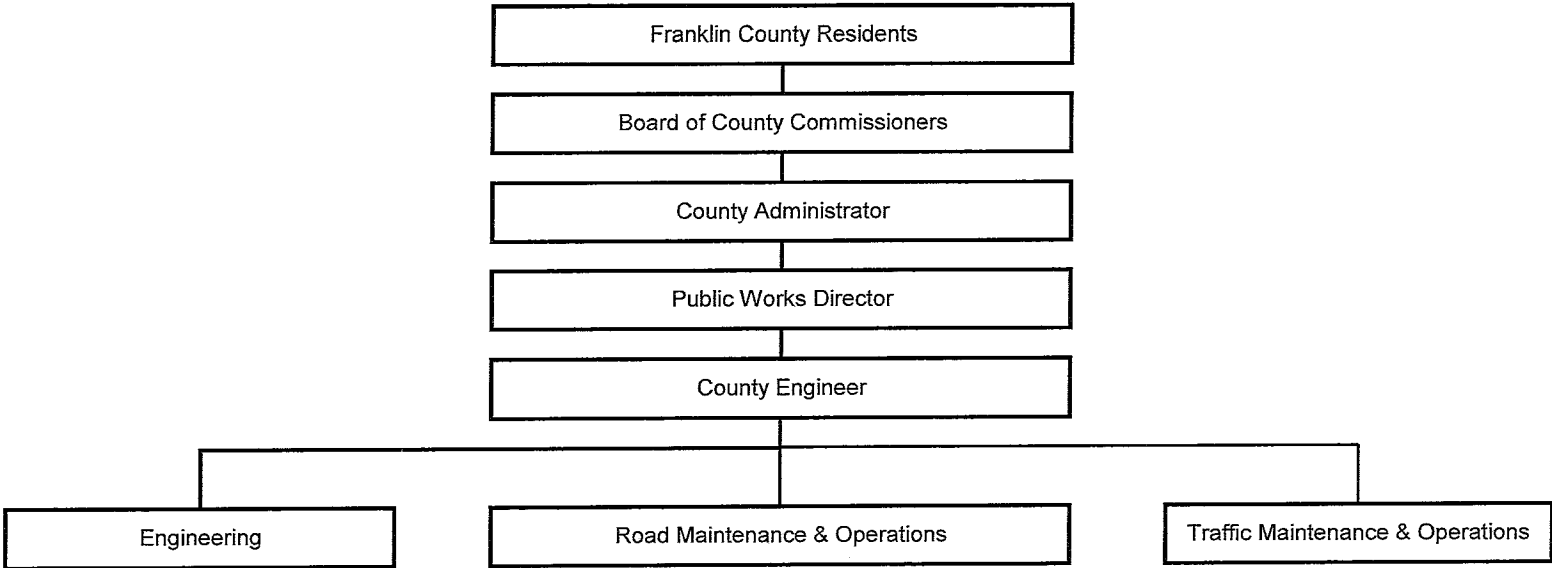 Franklin County Residents
Board of County Commissioners
County Administrator
Public Works Director
County Engineer
Engineering
Road Maintenance & Operations
Traffic Maintenance & Operations